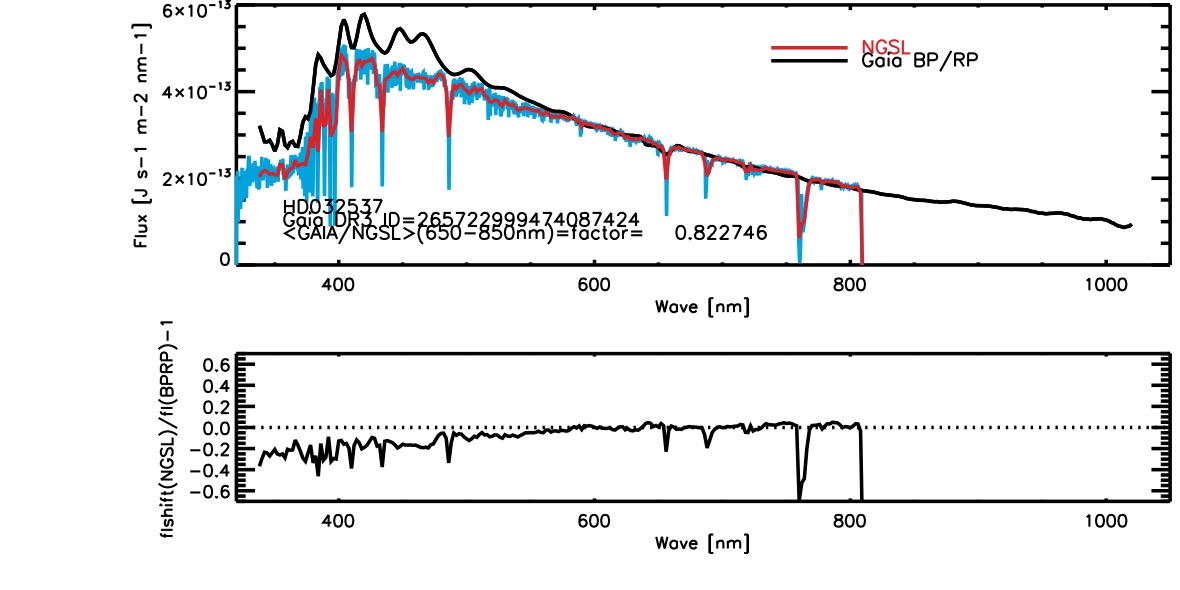 6×10−13
4×10−13
2×10−13
0
Flux [J s−1 m−2 nm−1]
NGSL
Gaia BP/RP
HD032537
Gaia DR3 ID=265722999474087424
<GAIA/NGSL>(650−850nm)=factor= 0.822746
400 600 800 1000
Wave [nm]
flshift(NGSL)/fl(BPRP)−1
0.6
0.4
0.2
0.0
−0.2
−0.4
−0.6
400 600 800 1000
Wave [nm]